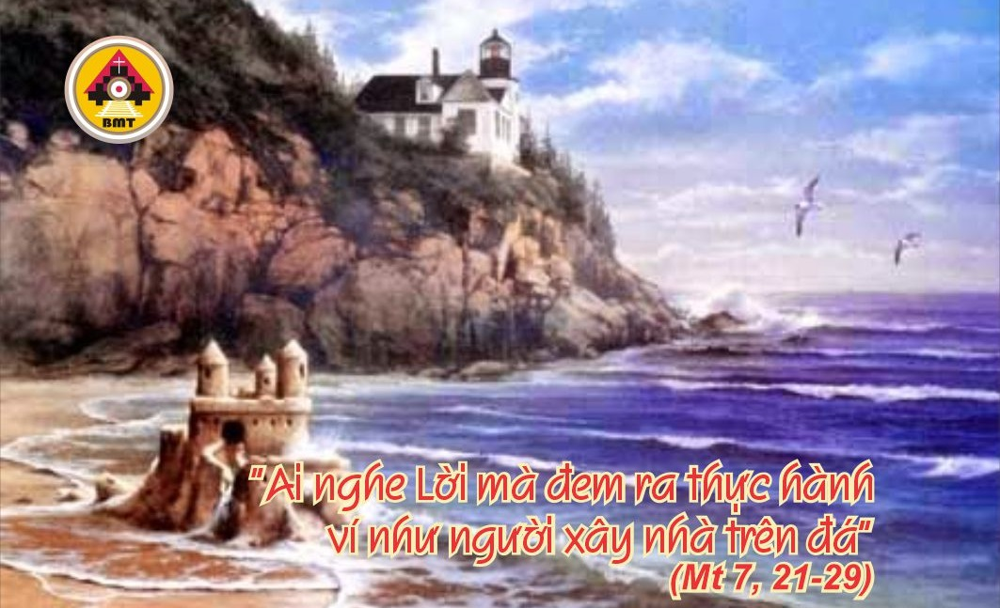 BMT
"Ai nghe Lời mà đem ra thực hành
ví như người xây nhà trên đá"
(Mt 7, 21-29)